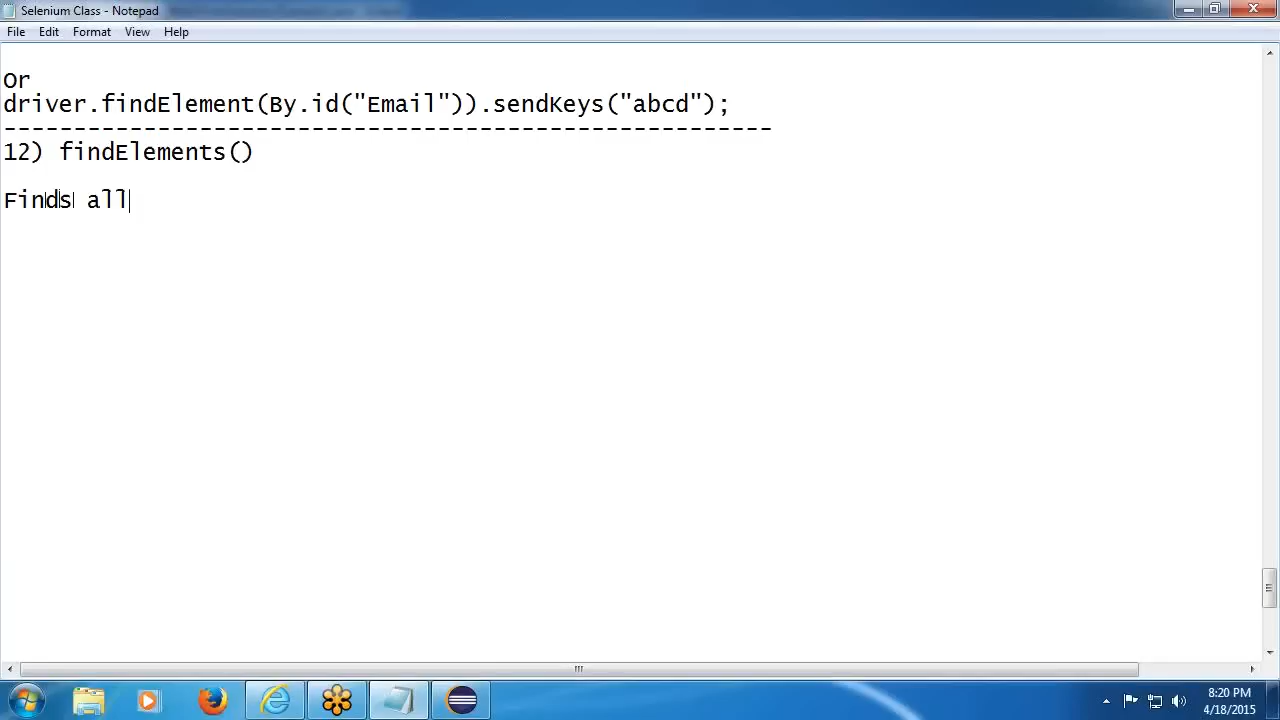 Selenium Class - Notepad
File Edit Format View Help
Or
driver.findElement(By.id("Email")).sendKeys("abcd");
-------------------------------------------------------
12) findElements()
Finds all
8:20 PM
4/18/2015